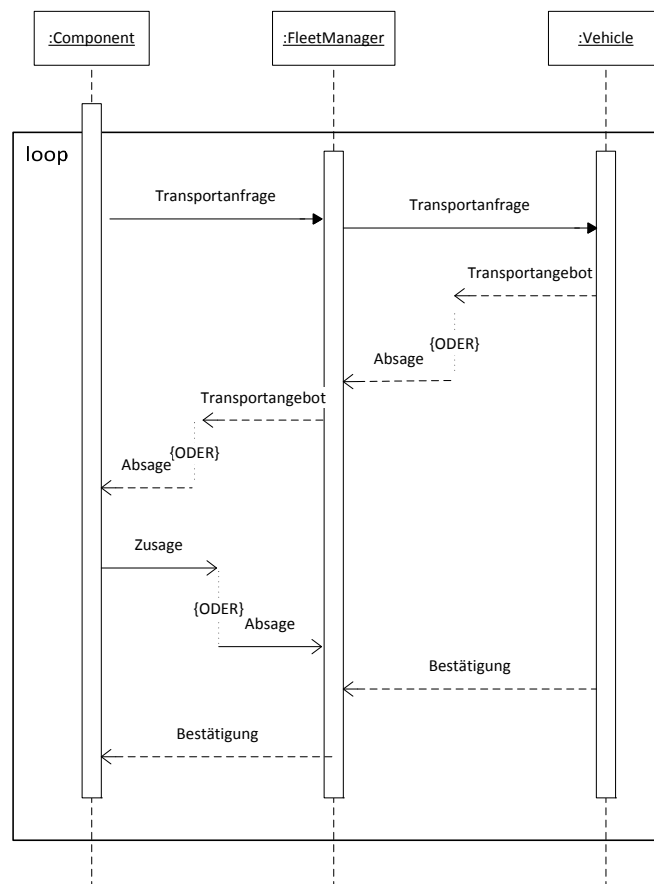 :Component
:FleetManager
:Vehicle
loop
Transportanfrage
Transportanfrage
Transportangebot
{ODER}
Absage
Transportangebot
{ODER}
Absage
Zusage
{ODER}
Absage
Bestätigung
Bestätigung